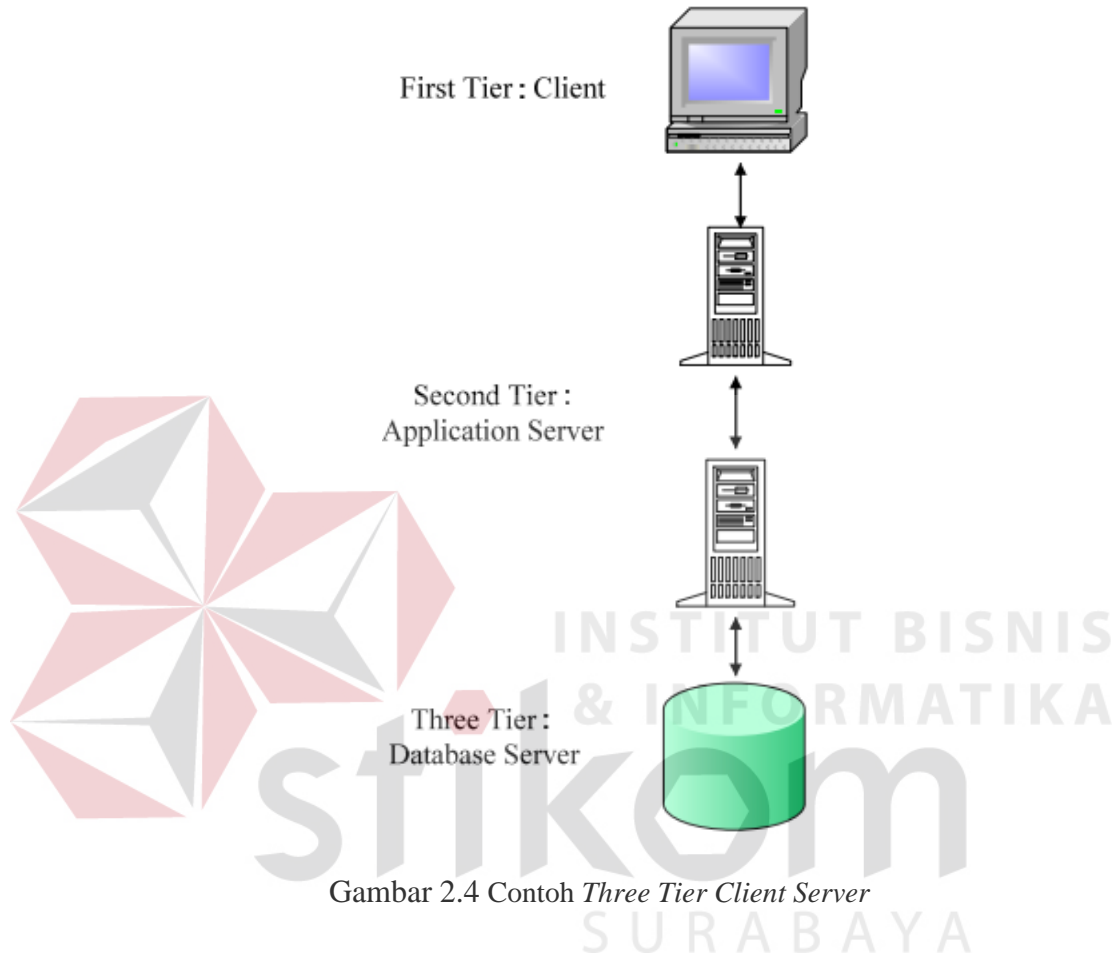 First Tier : Client
Second Tier :
Application Server
INSTITUT BISNIS
& INFORMATIKA
Three Tier :
Database Server
stikom
Gambar 2.4 Contoh Three Tier Client Server
SURABAYA